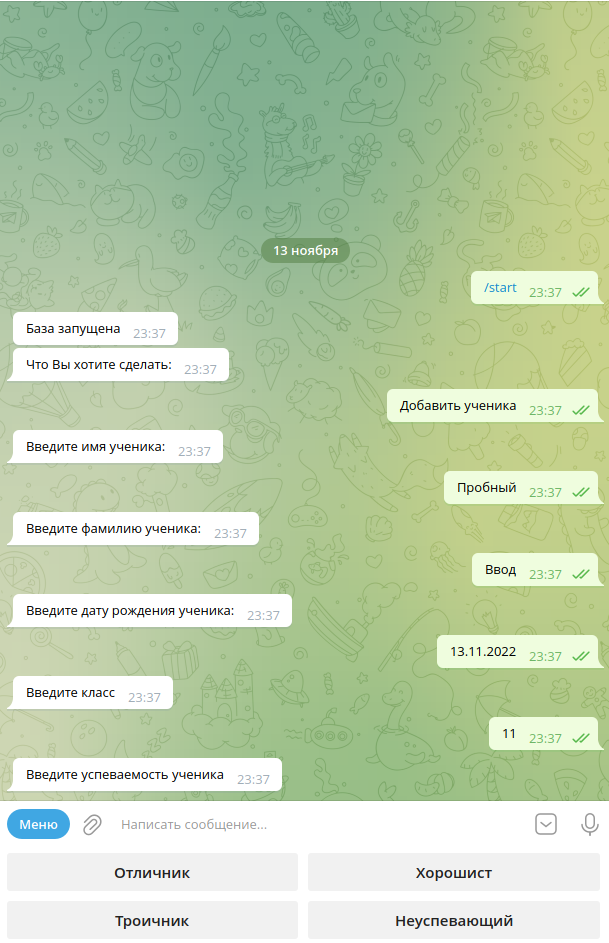 13 ноября
/start 23:37
База запущена 23:37
Что Вы хотите сделать: 23:37
Добавить ученика 23:37
Введите имя ученика: 23:37
Пробный 23:37
Введите фамилию ученика: 23:37
Ввод 23:37
Введите дату рождения ученика: 23:37
13.11.2022 23:37
Введите класс 23:37
11 23:37
Введите успеваемость ученика 23:37
Меню Написать сообщение...
Отличник Хорошист
Троичник Неуспевающий